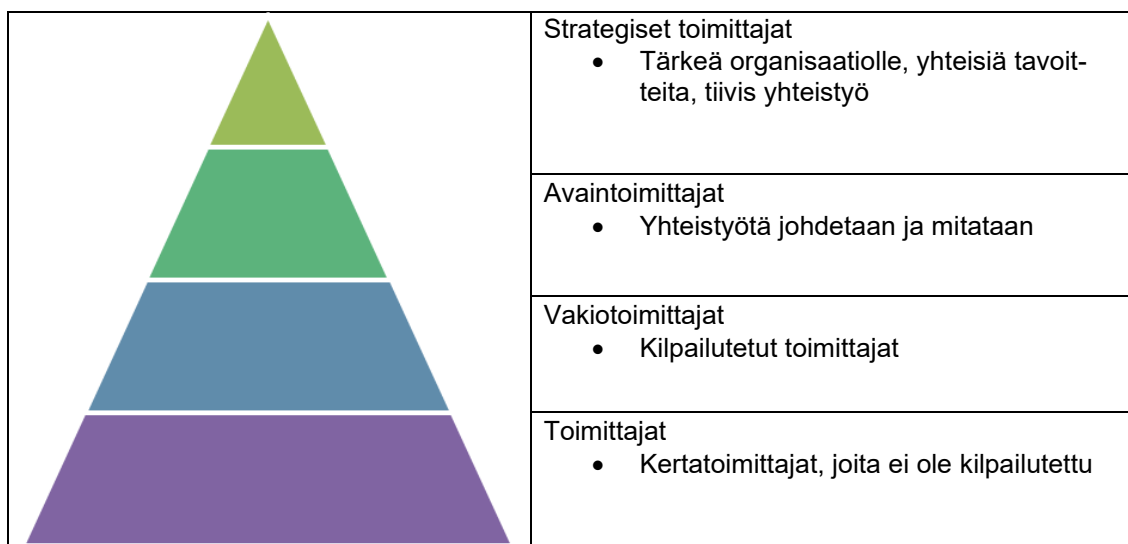 Strategiset toimittajat
• Tärkeä organisaatiolle, yhteisiä tavoit-
teita, tiivis yhteistyö
Avaintoimittajat
• Yhteistyötä johdetaan ja mitataan
Vakiotoimittajat
• Kilpailutetut toimittajat
Toimittajat
• Kertatoimittajat, joita ei ole kilpailutettu